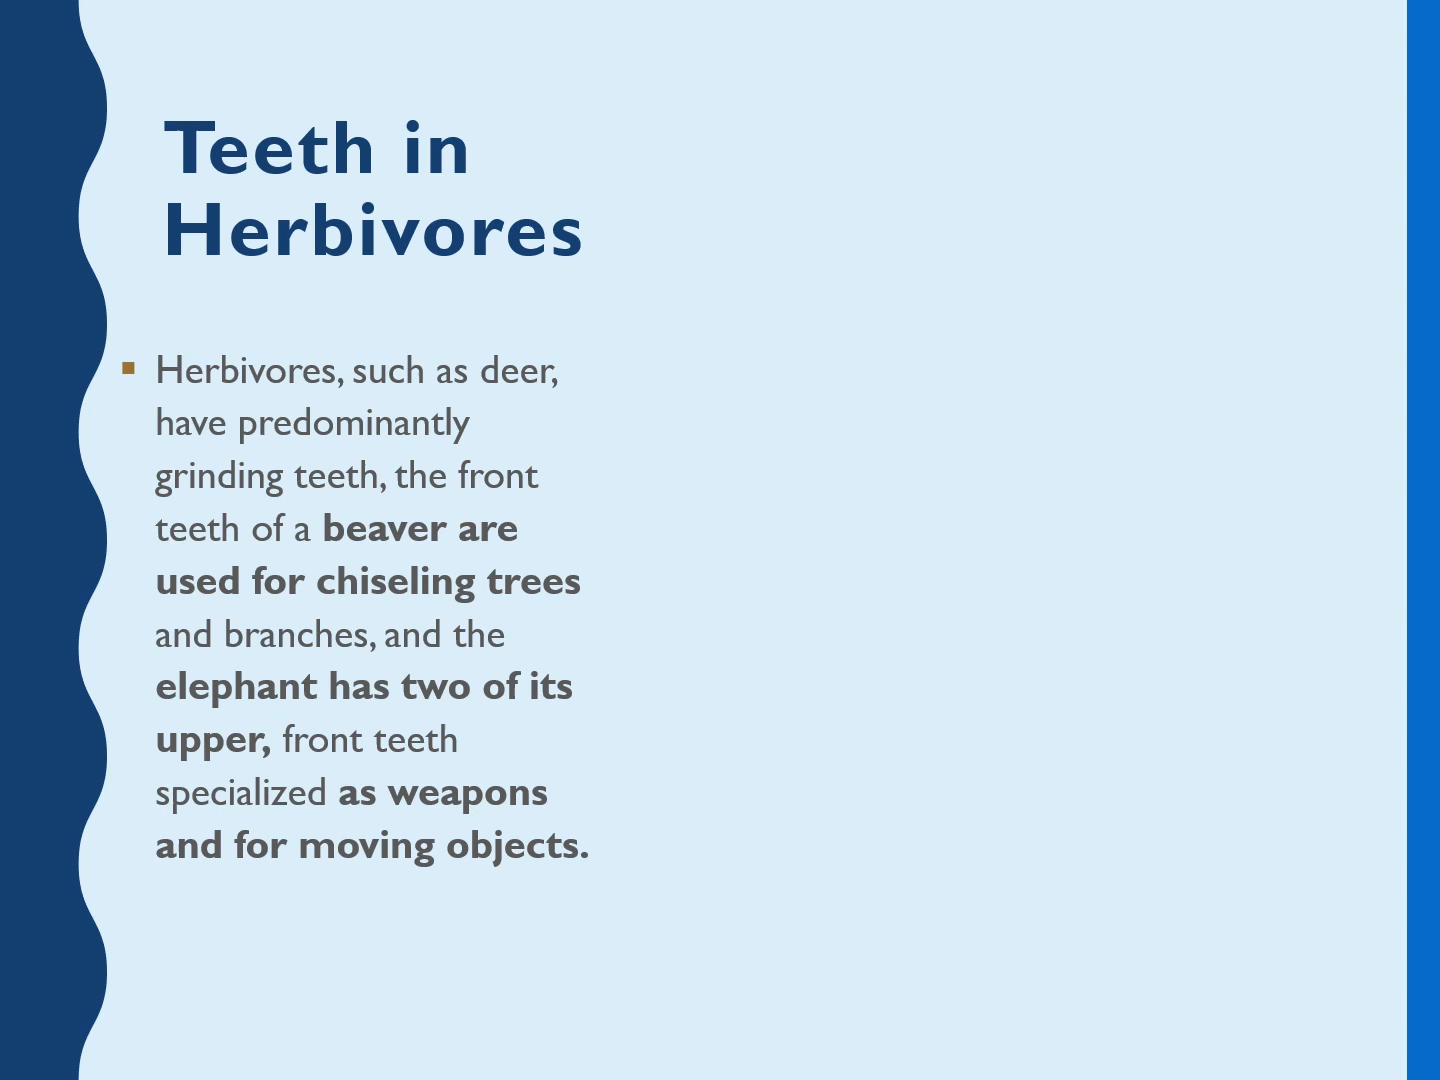 Teeth in
Herbivores
▪ Herbivores, such as deer,
have predominantly
grinding teeth, the front
teeth of a beaver are
used for chiseling trees
and branches, and the
elephant has two of its
upper, front teeth
specialized as weapons
and for moving objects.